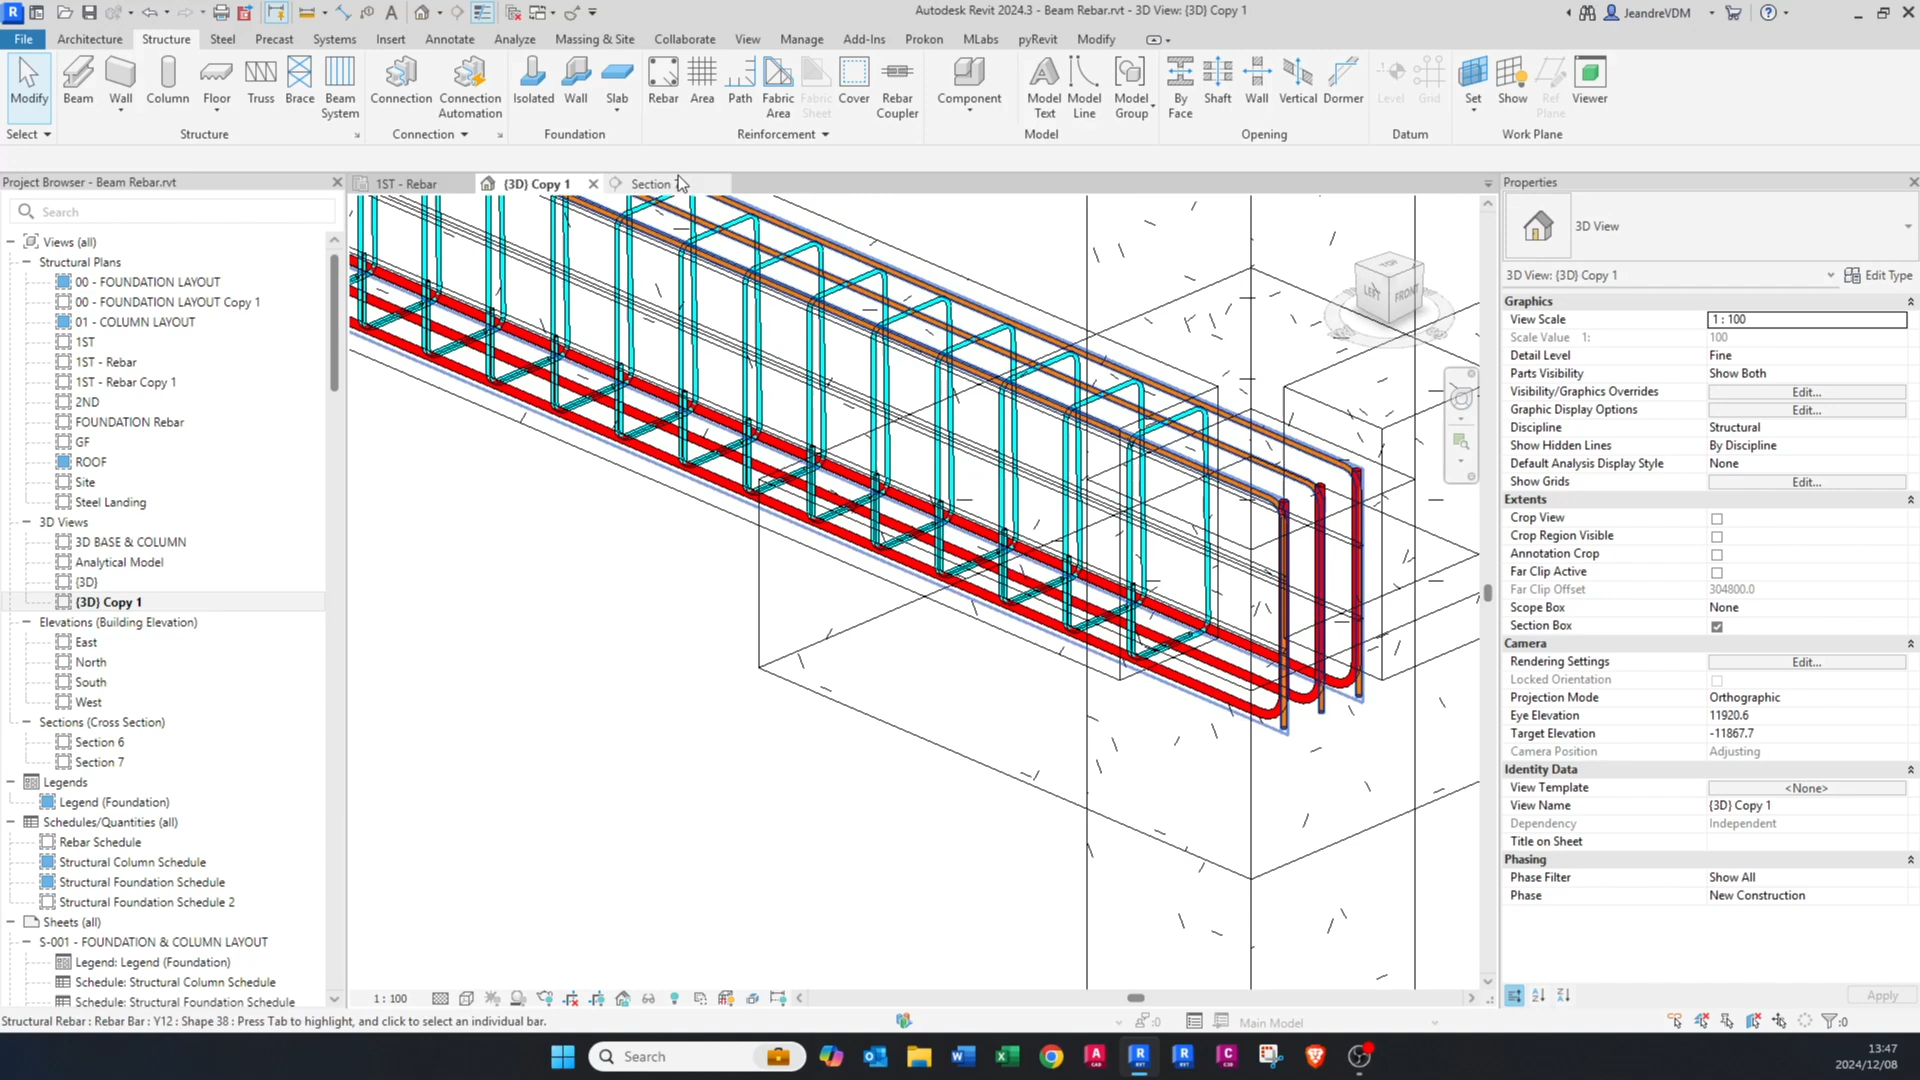 Autodesk Revit 2024.3 - Beam Rebar.rvt - 3D View: {3D} Copy 1
JeandreVDM
File Architecture Structure Steel Precast Systems Insert Annotate Analyze Massing & Site Collaborate View Manage Add-Ins Prokon MLabs pyRevit Modify
Modify Beam Wall Column Floor Truss Brace Beam System Connection Connection Automation Isolated Wall Slab Rebar Area Path Fabric Area Fabric Sheet Cover Rebar Coupler Component Model Text Model Line Model Group By Face Shaft Wall Vertical Dormer Level Grid Set Show Ref Plane Viewer
Select Structure Connection Foundation Reinforcement Model Opening Datum Work Plane
Project Browser - Beam Rebar.rvt
1ST - Rebar
{3D} Copy 1
Section
Properties
Search
Views (all)
Structural Plans
00 - FOUNDATION LAYOUT
00 - FOUNDATION LAYOUT Copy 1
01 - COLUMN LAYOUT
1ST
1ST - Rebar
1ST - Rebar Copy 1
2ND
FOUNDATION Rebar
GF
ROOF
Site
Steel Landing
3D Views
3D BASE & COLUMN
Analytical Model
{3D}
{3D} Copy 1
Elevations (Building Elevation)
East
North
South
West
Sections (Cross Section)
Section 6
Section 7
Legends
Legend (Foundation)
Schedules/Quantities (all)
Rebar Schedule
Structural Column Schedule
Structural Foundation Schedule
Structural Foundation Schedule 2
Sheets (all)
S-001 - FOUNDATION & COLUMN LAYOUT
Legend: Legend (Foundation)
Schedule: Structural Column Schedule
Schedule: Structural Foundation Schedule
TOP
LEFT
FRONT
3D View
3D View: {3D} Copy 1 Edit Type
Graphics
View Scale 1 : 100
Scale Value 1: 100
Detail Level Fine
Parts Visibility Show Both
Visibility/Graphics Overrides Edit...
Graphic Display Options Edit...
Discipline Structural
Show Hidden Lines By Discipline
Default Analysis Display Style None
Show Grids Edit...
Extents
Crop View
Crop Region Visible
Annotation Crop
Far Clip Active
Far Clip Offset 304800.0
Scope Box None
Section Box
Camera
Rendering Settings Edit...
Locked Orientation
Projection Mode Orthographic
Eye Elevation 11920.6
Target Elevation -11867.7
Camera Position Adjusting
Identity Data
View Template <None>
View Name {3D} Copy 1
Dependency Independent
Title on Sheet
Phasing
Phase Filter Show All
Phase New Construction
Apply
1 : 100
Structural Rebar : Rebar Bar : Y12 : Shape 38 : Press Tab to highlight, and click to select an individual bar.
:0
Main Model
:0
Search
13:47
2024/12/08